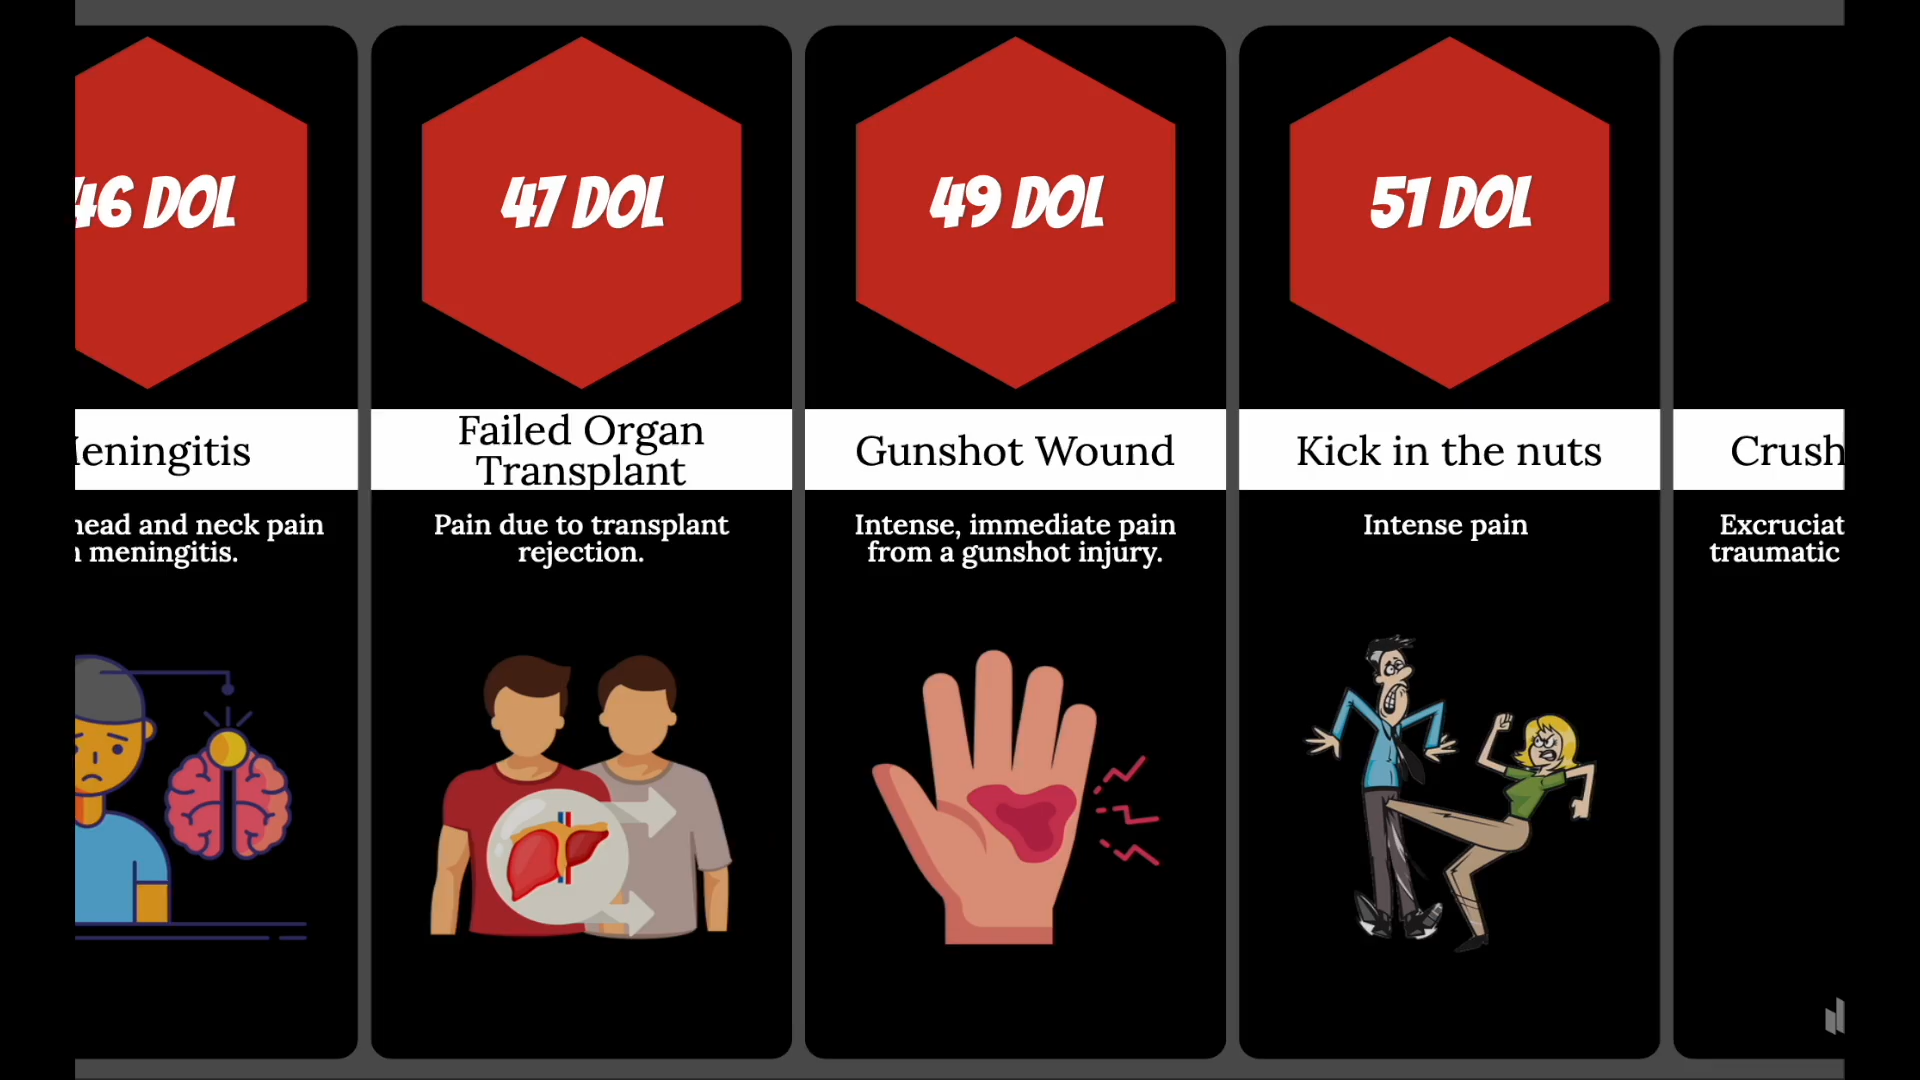 46 DOL
47 DOL
49 DOL
51 DOL
eningitis
Failed Organ
Transplant
Gunshot Wound
Kick in the nuts
Crush
head and neck pain
meningitis.
Pain due to transplant
rejection.
Intense, immediate pain
from a gunshot injury.
Intense pain
Excruciat
traumatic